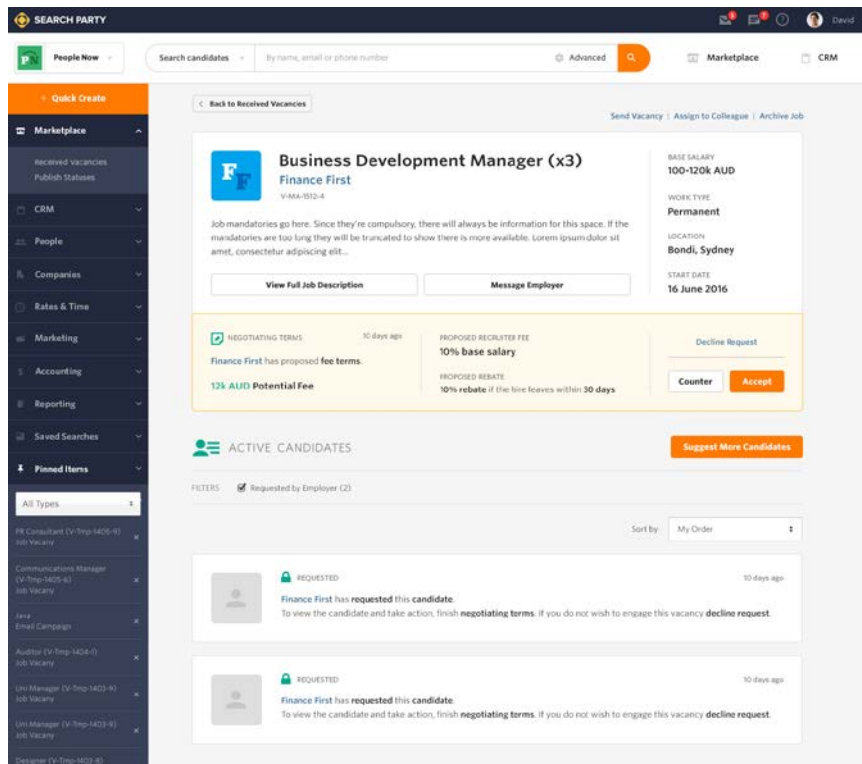 SEARCH PARTY
David
PN People Now
Search candidates
By name, email or phone number
Advanced
Marketplace
CRM
+ Quick Create
Marketplace
Received Vacancies
Publish Statuses
CRM
People
Companies
Rates & Time
Marketing
Accounting
Reporting
Saved Searches
Pinned Items
All Types
PR Consultant (V-Tmp-1405-9)
Job Vacany
Communications Manager
(V-Tmp-1405-6)
Job Vacany
Java
Email Campaign
Auditor (V-Tmp-1404-1)
Job Vacany
Uni Manager (V-Tmp-1403-9)
Job Vacany
Uni Manager (V-Tmp-1403-9)
Job Vacany
Designer (V-Tmp-1403-8)
< Back to Received Vacancies
Send Vacancy | Assign to Colleague | Archive Job
FF
Business Development Manager (x3)
Finance First
V-MA-1512-4
Job mandatories go here. Since they're compulsory, there will always be information for this space. If the
mandatories are too long they will be truncated to show there is more available. Lorem ipsum dolor sit
amet, consectetur adipiscing elit...
View Full Job Description
Message Employer
BASE SALARY
100-120k AUD
WORK TYPE
Permanent
LOCATION
Bondi, Sydney
START DATE
16 June 2016
NEGOTIATING TERMS
10 days ago
Finance First has proposed fee terms.
12k AUD Potential Fee
PROPOSED RECRUITER FEE
10% base salary
PROPOSED REBATE
10% rebate if the hire leaves within 30 days
Decline Request
Counter
Accept
ACTIVE CANDIDATES
Suggest More Candidates
FILTERS
Requested by Employer (2)
Sort by
My Order
REQUESTED
10 days ago
Finance First has requested this candidate.
To view the candidate and take action, finish negotiating terms. If you do not wish to engage this vacancy decline request.
REQUESTED
10 days ago
Finance First has requested this candidate.
To view the candidate and take action, finish negotiating terms. If you do not wish to engage this vacancy decline request.